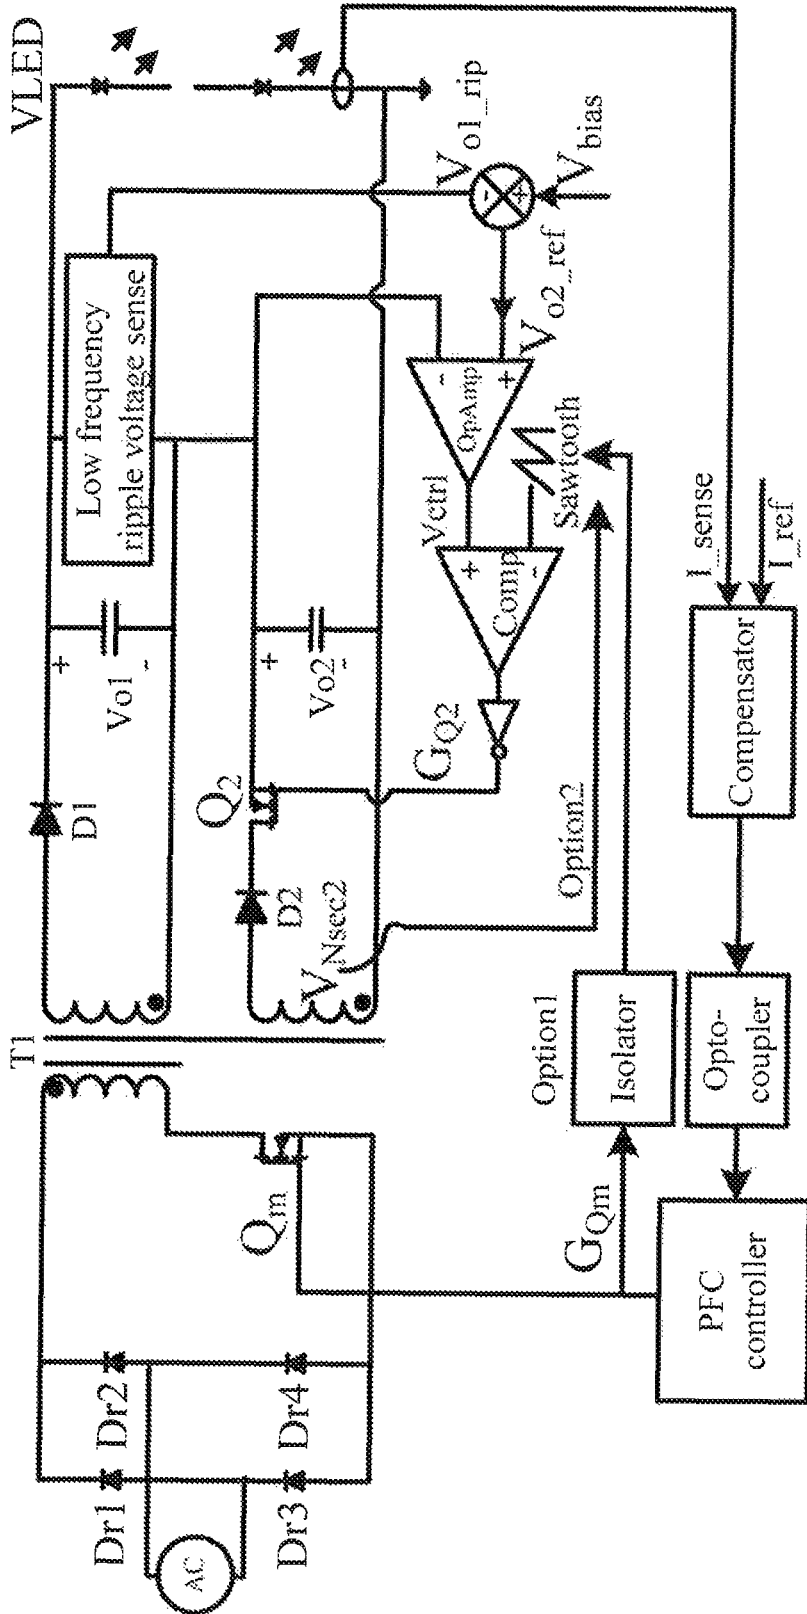 AC
Dr1
Dr2
Dr3
Dr4
Qm
T1
D1
Vo1
+
-
Low frequency
ripple voltage sense
VLED
D2
VNsec2
Q2
Vo2
+
-
GQ2
Comp
+
-
Vctrl
OpAmp
-
+
Sawtooth
Vo2_ref
Vo1_rip
-
+
Vbias
Option2
Option1
Isolator
GQm
PFC
controller
Opto-
coupler
Compensator
I_sense
I_ref